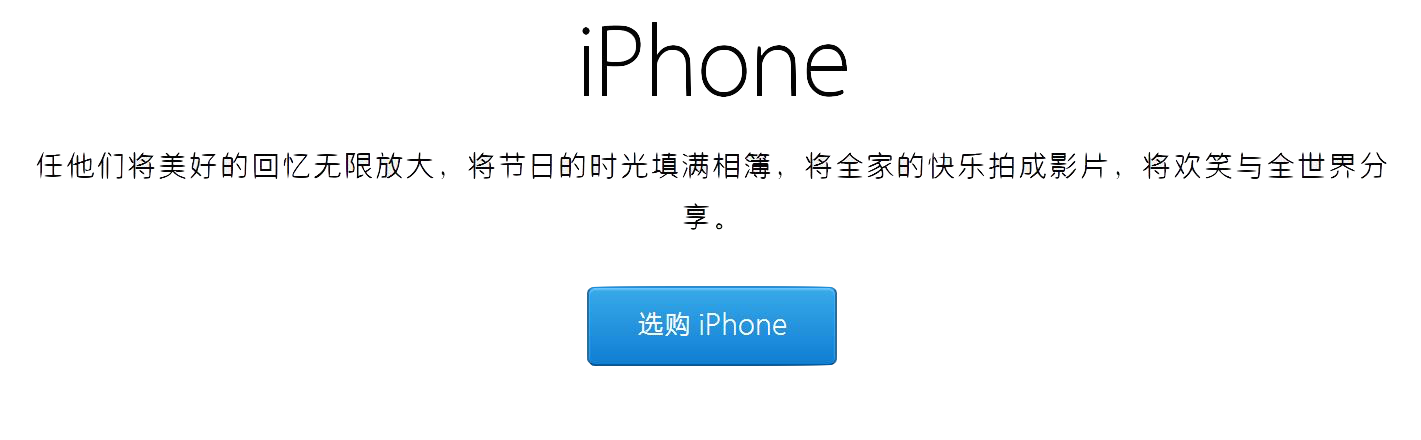 iPhone
任他们将美好的回忆无限放大，将节日的时光填满相簿，将全家的快乐拍成影片，将欢笑与全世界分
享。
选购 iPhone